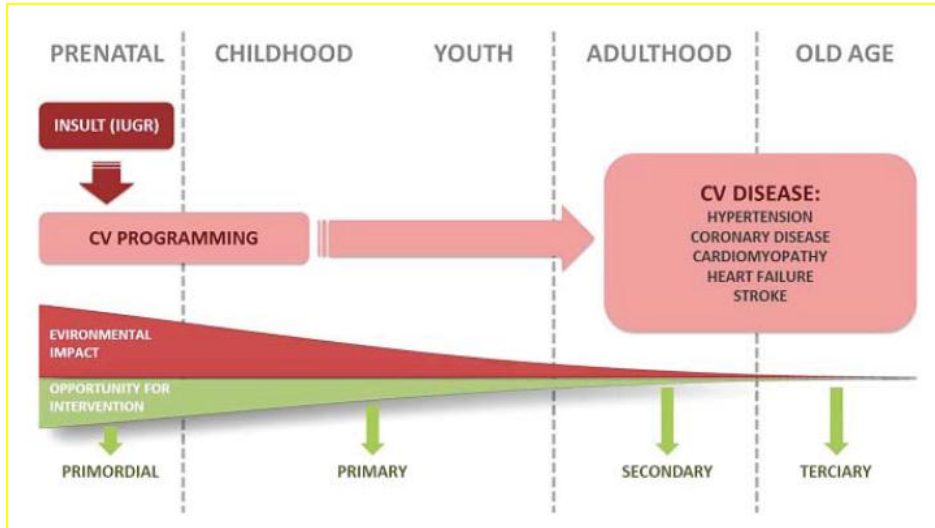 PRENATAL CHILDHOOD YOUTH ADULTHOOD OLD AGE
INSULT (IUGR)
CV PROGRAMMING
CV DISEASE:
HYPERTENSION
CORONARY DISEASE
CARDIOMYOPATHY
HEART FAILURE
STROKE
EVIRONMENTAL
IMPACT
OPPORTUNITY FOR
INTERVENTION
PRIMORDIAL PRIMARY SECONDARY TERCIARY